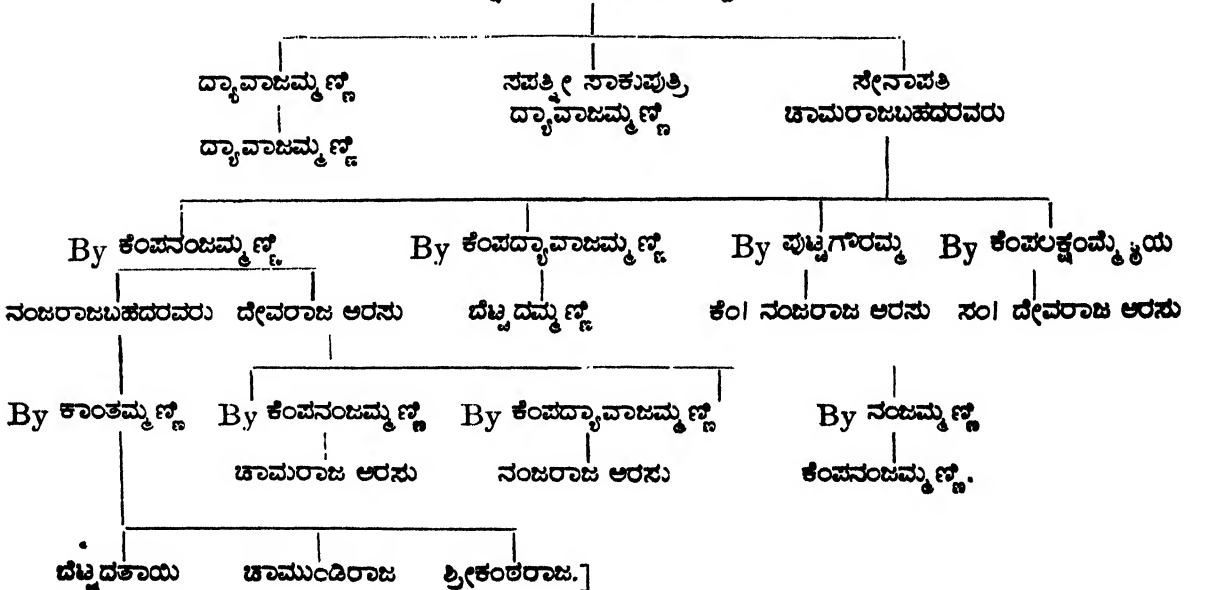 ದ್ಯಾವಾಜಮ್ಮಣ್ಣಿ ಸಪತ್ನೀ ಸಾಕುಪುತ್ರಿ ಸೇನಾಪತಿ
ದ್ಯಾವಾಜಮ್ಮಣ್ಣಿ ಚಾಮರಾಜಬಹದರವರು
ದ್ಯಾವಾಜಮ್ಮಣ್ಣಿ
By ಕೆಂಪನಂಜಮ್ಮಣ್ಣಿ By ಕೆಂಪದ್ಯಾವಾಜಮ್ಮಣ್ಣಿ By ಪುಟ್ಟಗೌರಮ್ಮ By
ನಂಜರಾಜಬಹದರವರು ದೇವರಾಜ ಅರಸು ಬೆಟ್ಟದಮ್ಮಣ್ಣಿ ಕೆಂ| ನಂಜರಾಜ ಅರಸು ಸಂ| ದೇವರಾಜ ಅರಸು
By ಕಾಂತಮ್ಮಣ್ಣಿ By ಕೆಂಪನಂಜಮ್ಮಣ್ಣಿ By ಕೆಂಪದ್ಯಾವಾಜಮ್ಮಣ್ಣಿ By ನಂಜಮ್ಮಣ್ಣಿ
ಚಾಮರಾಜ ಅರಸು ನಂಜರಾಜ ಅರಸು ಕೆಂಪನಂಜಮ್ಮಣ್ಣಿ.
ಬೆಟ್ಟದತಾಯಿ ಚಾಮುಂಡಿರಾಜ ಶ್ರೀಕಂಠರಾಜ.]